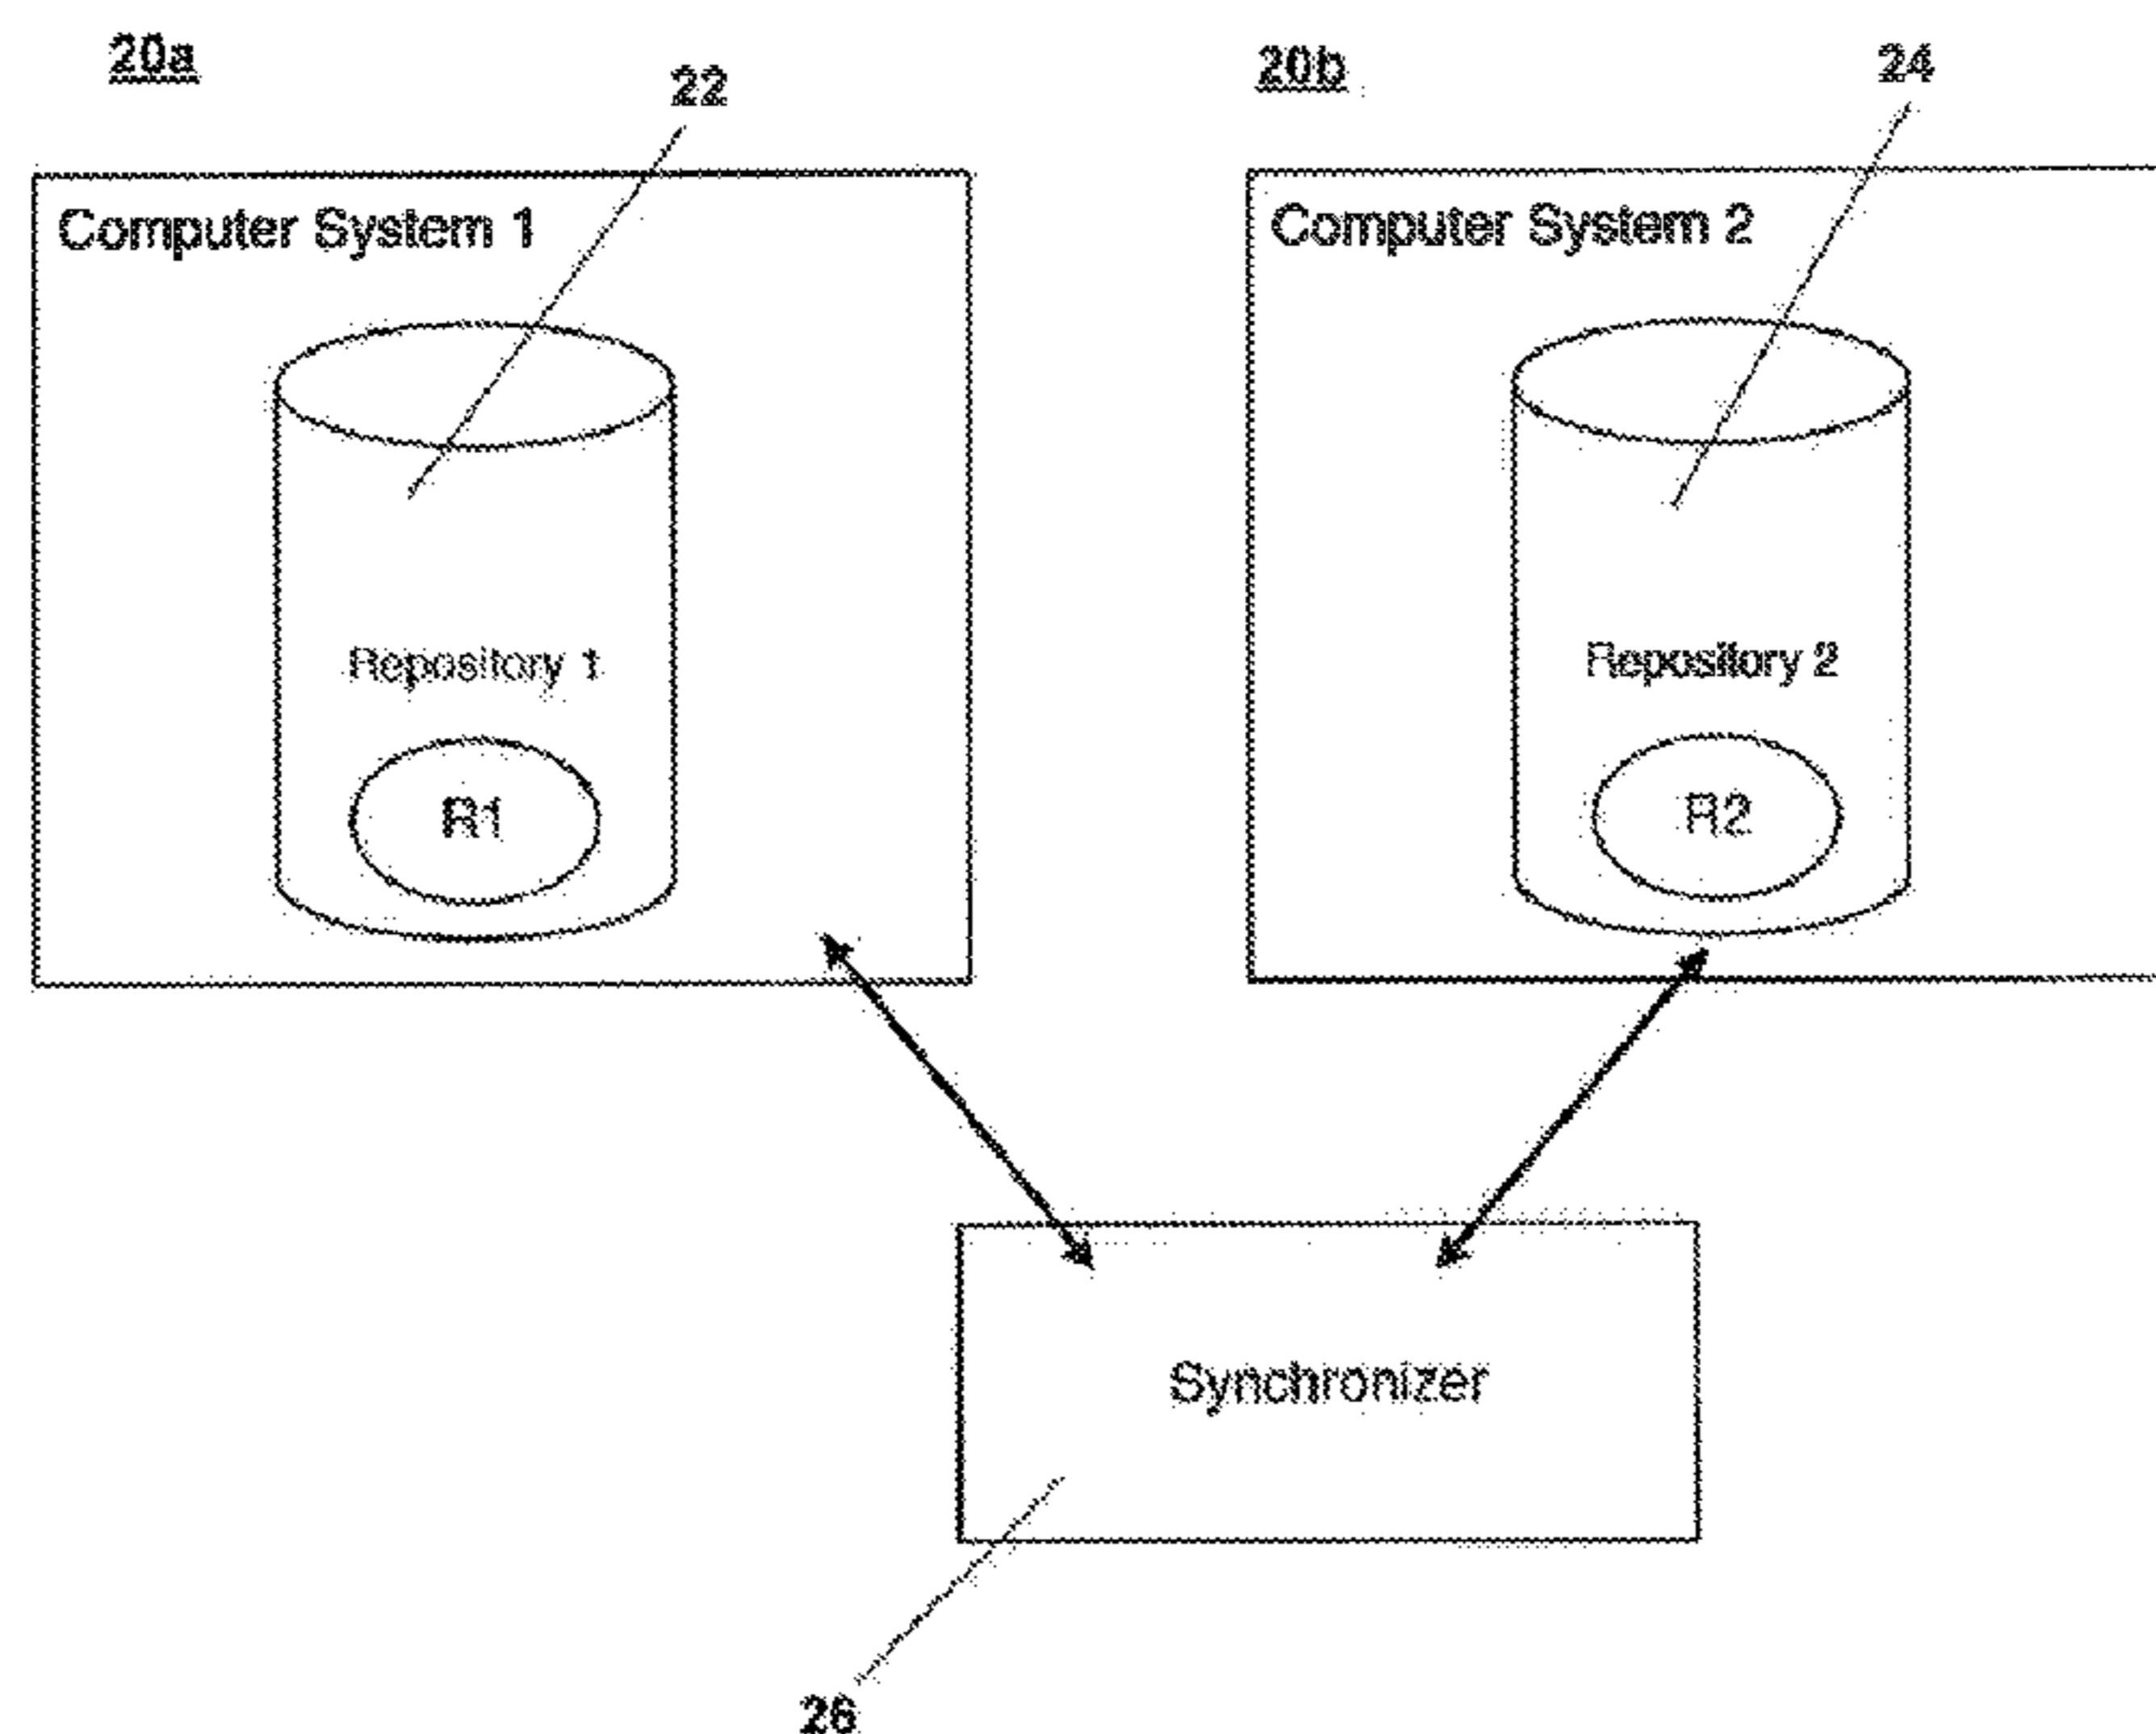 20a
22
20b
24
Computer System 1
Computer System 2
Repository 1
Repository 2
R1
R2
Synchronizer
26